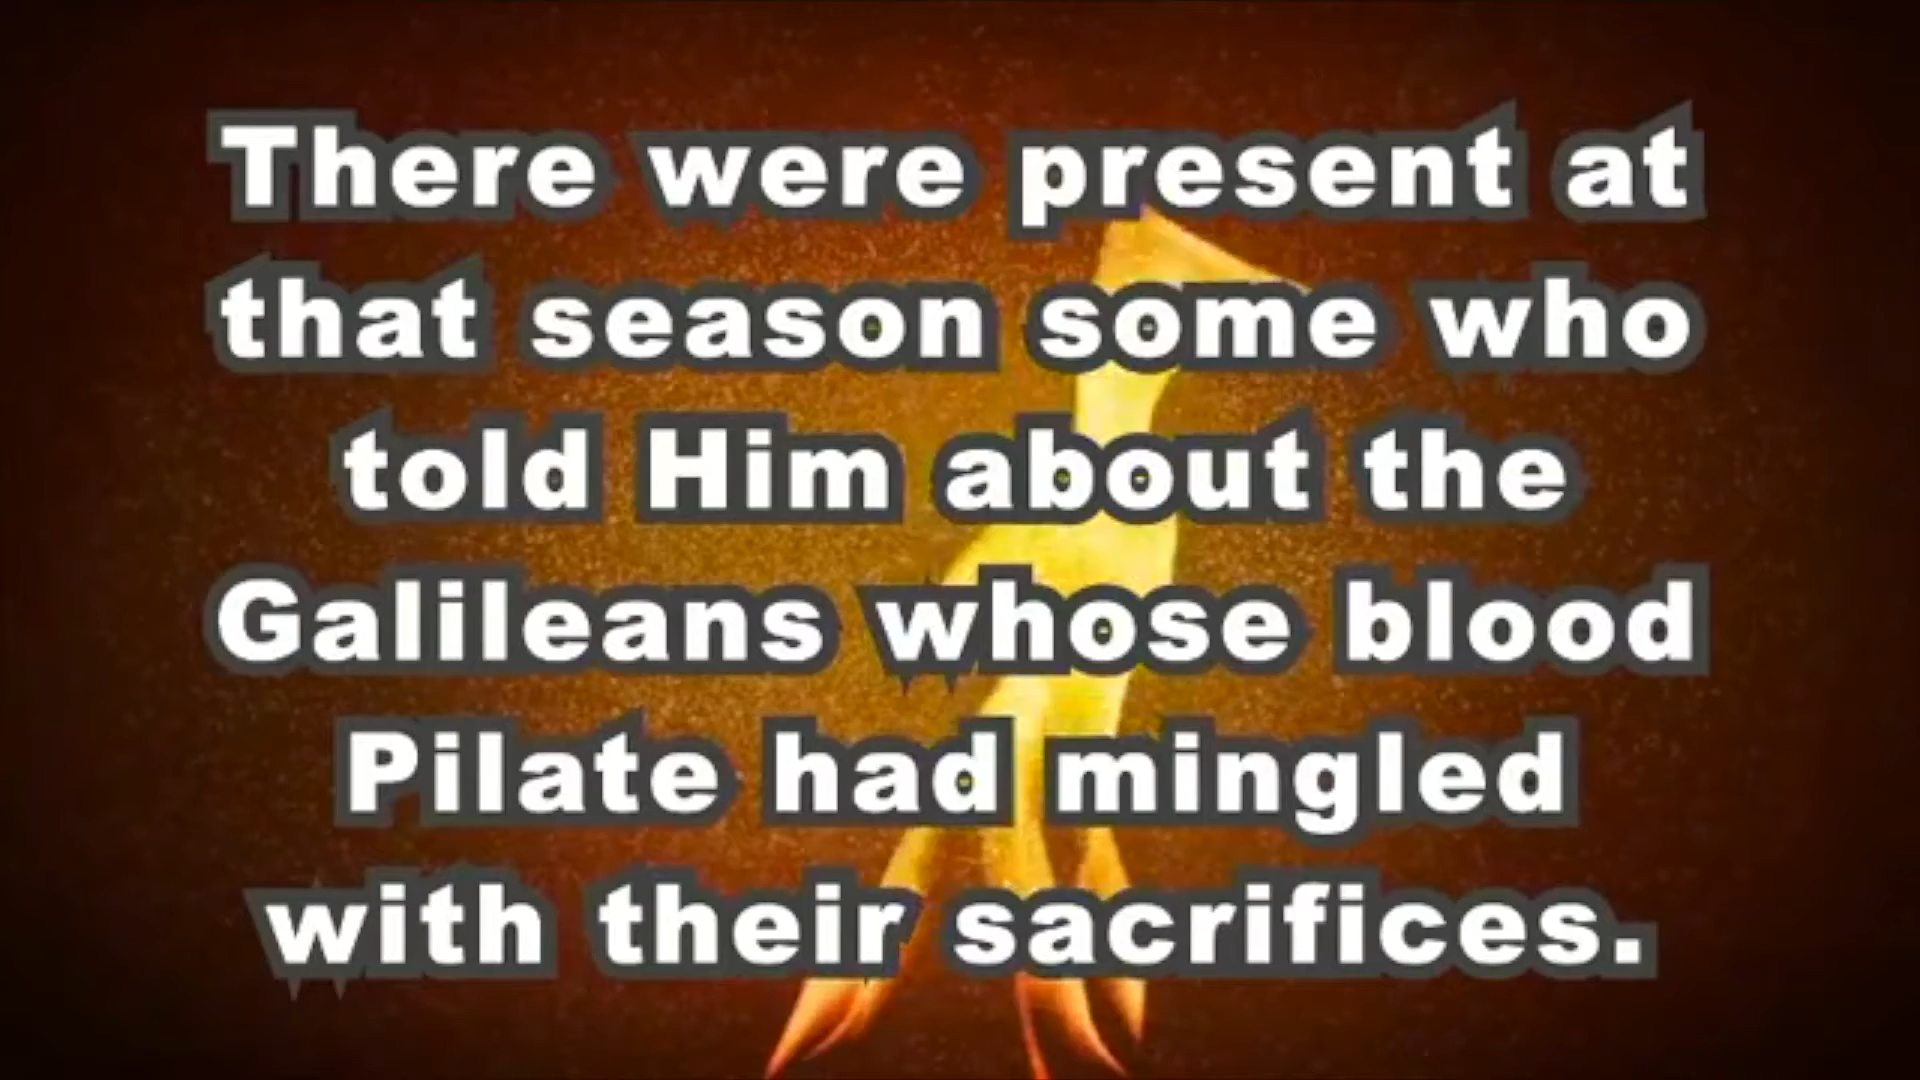 There were present at
that season some who
told Him about the
Galileans whose blood
Pilate had mingled
with their sacrifices.